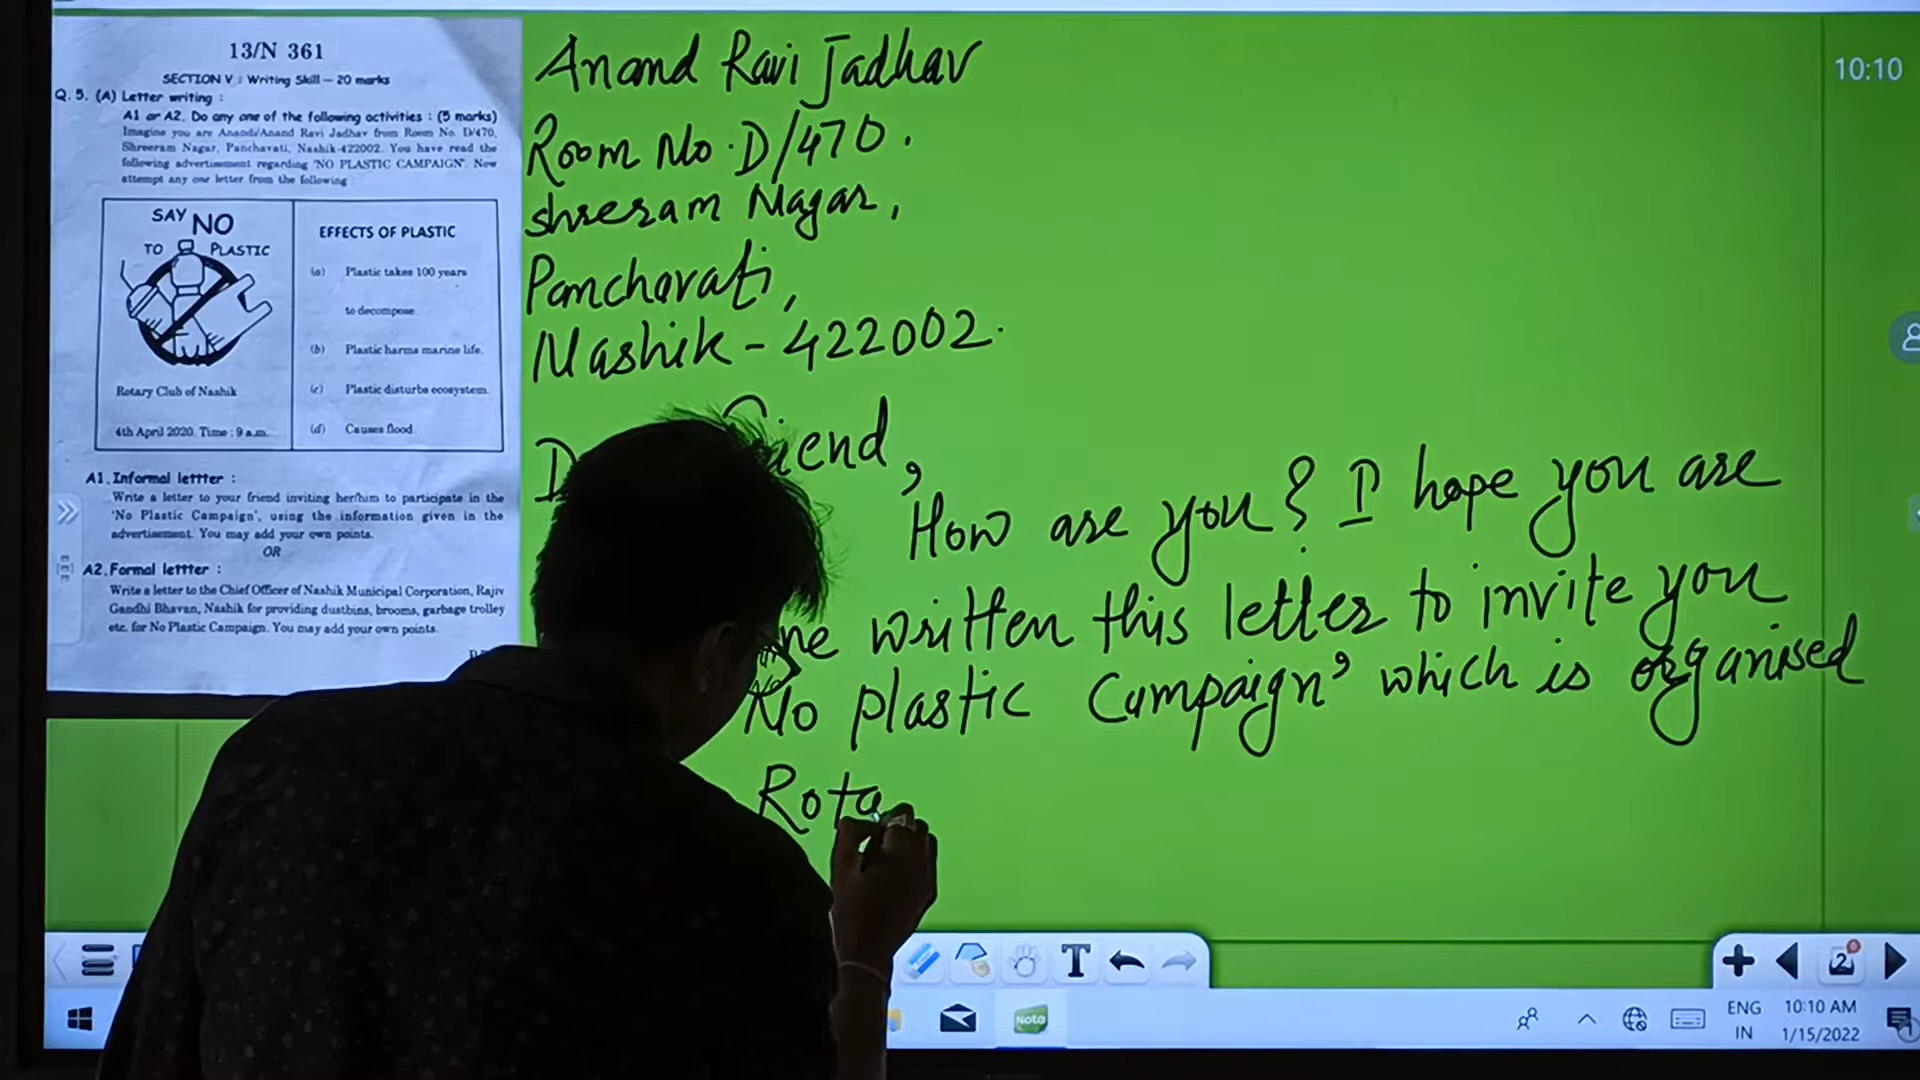 13/N 361
SECTION V : Writing Skill – 20 marks
Q. 5. (A) Letter writing :
A1 or A2. Do any one of the following activities : (5 marks)
Imagine you are Anandi/Anand Ravi Jadhav from Room No. D/470,
Shreeram Nagar, Panchavati, Nashik-422002. You have read the
following advertisement regarding 'NO PLASTIC CAMPAIGN'. Now
attempt any one letter from the following
SAY NO
TO PLASTIC
Rotary Club of Nashik
4th April 2020. Time : 9 a.m.
EFFECTS OF PLASTIC
(a) Plastic takes 100 years
to decompose.
(b) Plastic harms marine life.
(c) Plastic disturbs ecosystem.
(d) Causes flood.
A1. Informal lettter :
Write a letter to your friend inviting her/him to participate in the
'No Plastic Campaign', using the information given in the
advertisement. You may add your own points.
OR
A2. Formal lettter :
Write a letter to the Chief Officer of Nashik Municipal Corporation, Rajiv
Gandhi Bhavan, Nashik for providing dustbins, brooms, garbage trolley
etc. for No Plastic Campaign. You may add your own points.
Anand Ravi Jadhav
Room No. D/470.
shreeram Nagar,
Panchavati,
Nashik - 422002.
How are you? I hope you are
written this letter to invite you
No plastic Campaign' which is organised
Rota
10:10
2
Note
ENG
IN
10:10 AM
1/15/2022